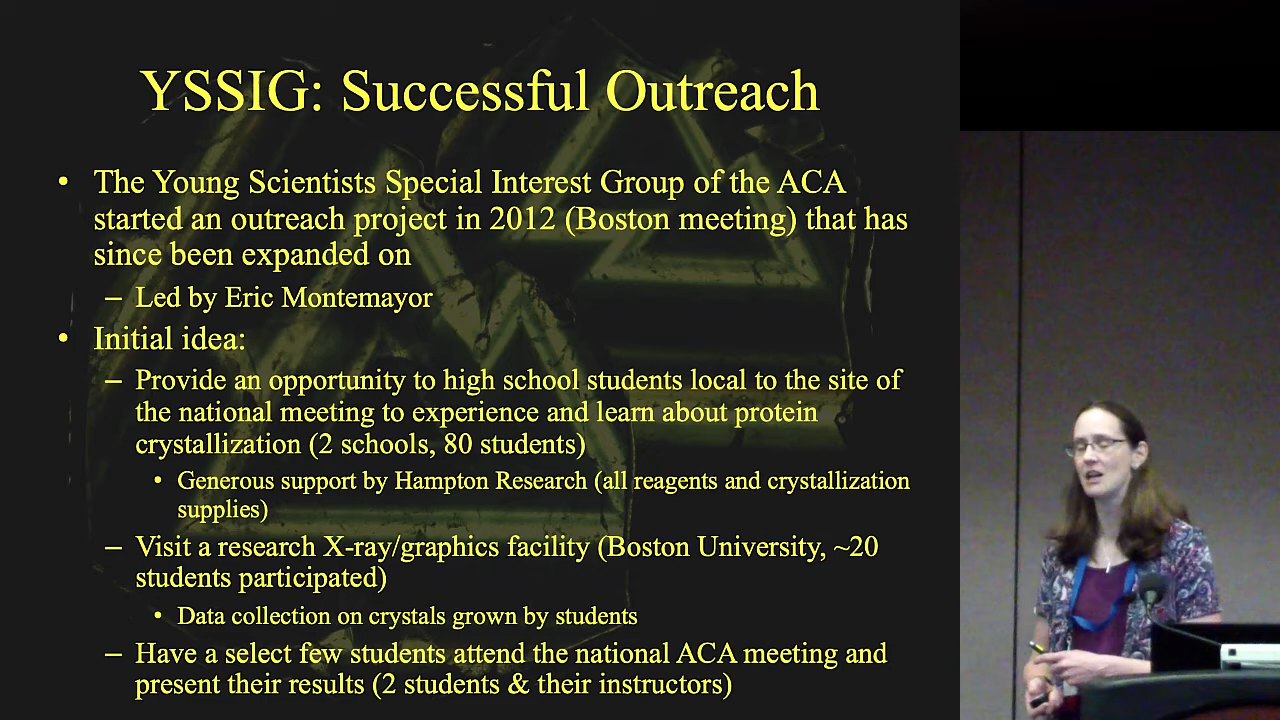 YSSIG: Successful Outreach
• The Young Scientists Special Interest Group of the ACA
started an outreach project in 2012 (Boston meeting) that has
since been expanded on
– Led by Eric Montemayor
• Initial idea:
– Provide an opportunity to high school students local to the site of
the national meeting to experience and learn about protein
crystallization (2 schools, 80 students)
• Generous support by Hampton Research (all reagents and crystallization
supplies)
– Visit a research X-ray/graphics facility (Boston University, ~20
students participated)
• Data collection on crystals grown by students
– Have a select few students attend the national ACA meeting and
present their results (2 students & their instructors)